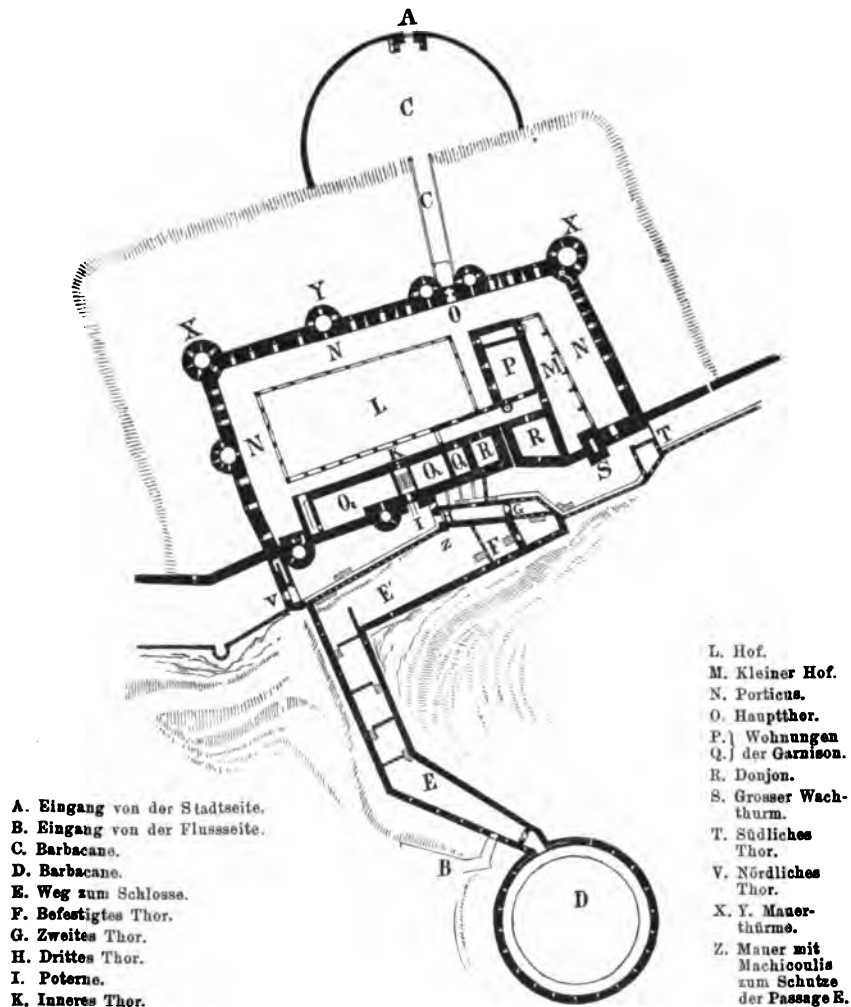 A
C
C
X
Y
X
O
N
N
M
P
L
N
K
Q
Q
R
R
Q
S
T
I
G
Z
F
E'
V
E
B
D
A. Eingang von der Stadtseite.
B. Eingang von der Flussseite.
C. Barbacane.
D. Barbacane.
E. Weg zum Schlosse.
F. Befestigtes Thor.
G. Zweites Thor.
H. Drittes Thor.
I. Poterne.
K. Inneres Thor.
L. Hof.
M. Kleiner Hof.
N. Porticus.
O. Hauptthor.
P.} Wohnungen
Q.} der Garnison.
R. Donjon.
S. Grosser Wach-
thurm.
T. Südliches
Thor.
V. Nördliches
Thor.
X. Y. Mauer-
thürme.
Z. Mauer mit
Machicoulis
zum Schutze
der Passage E.